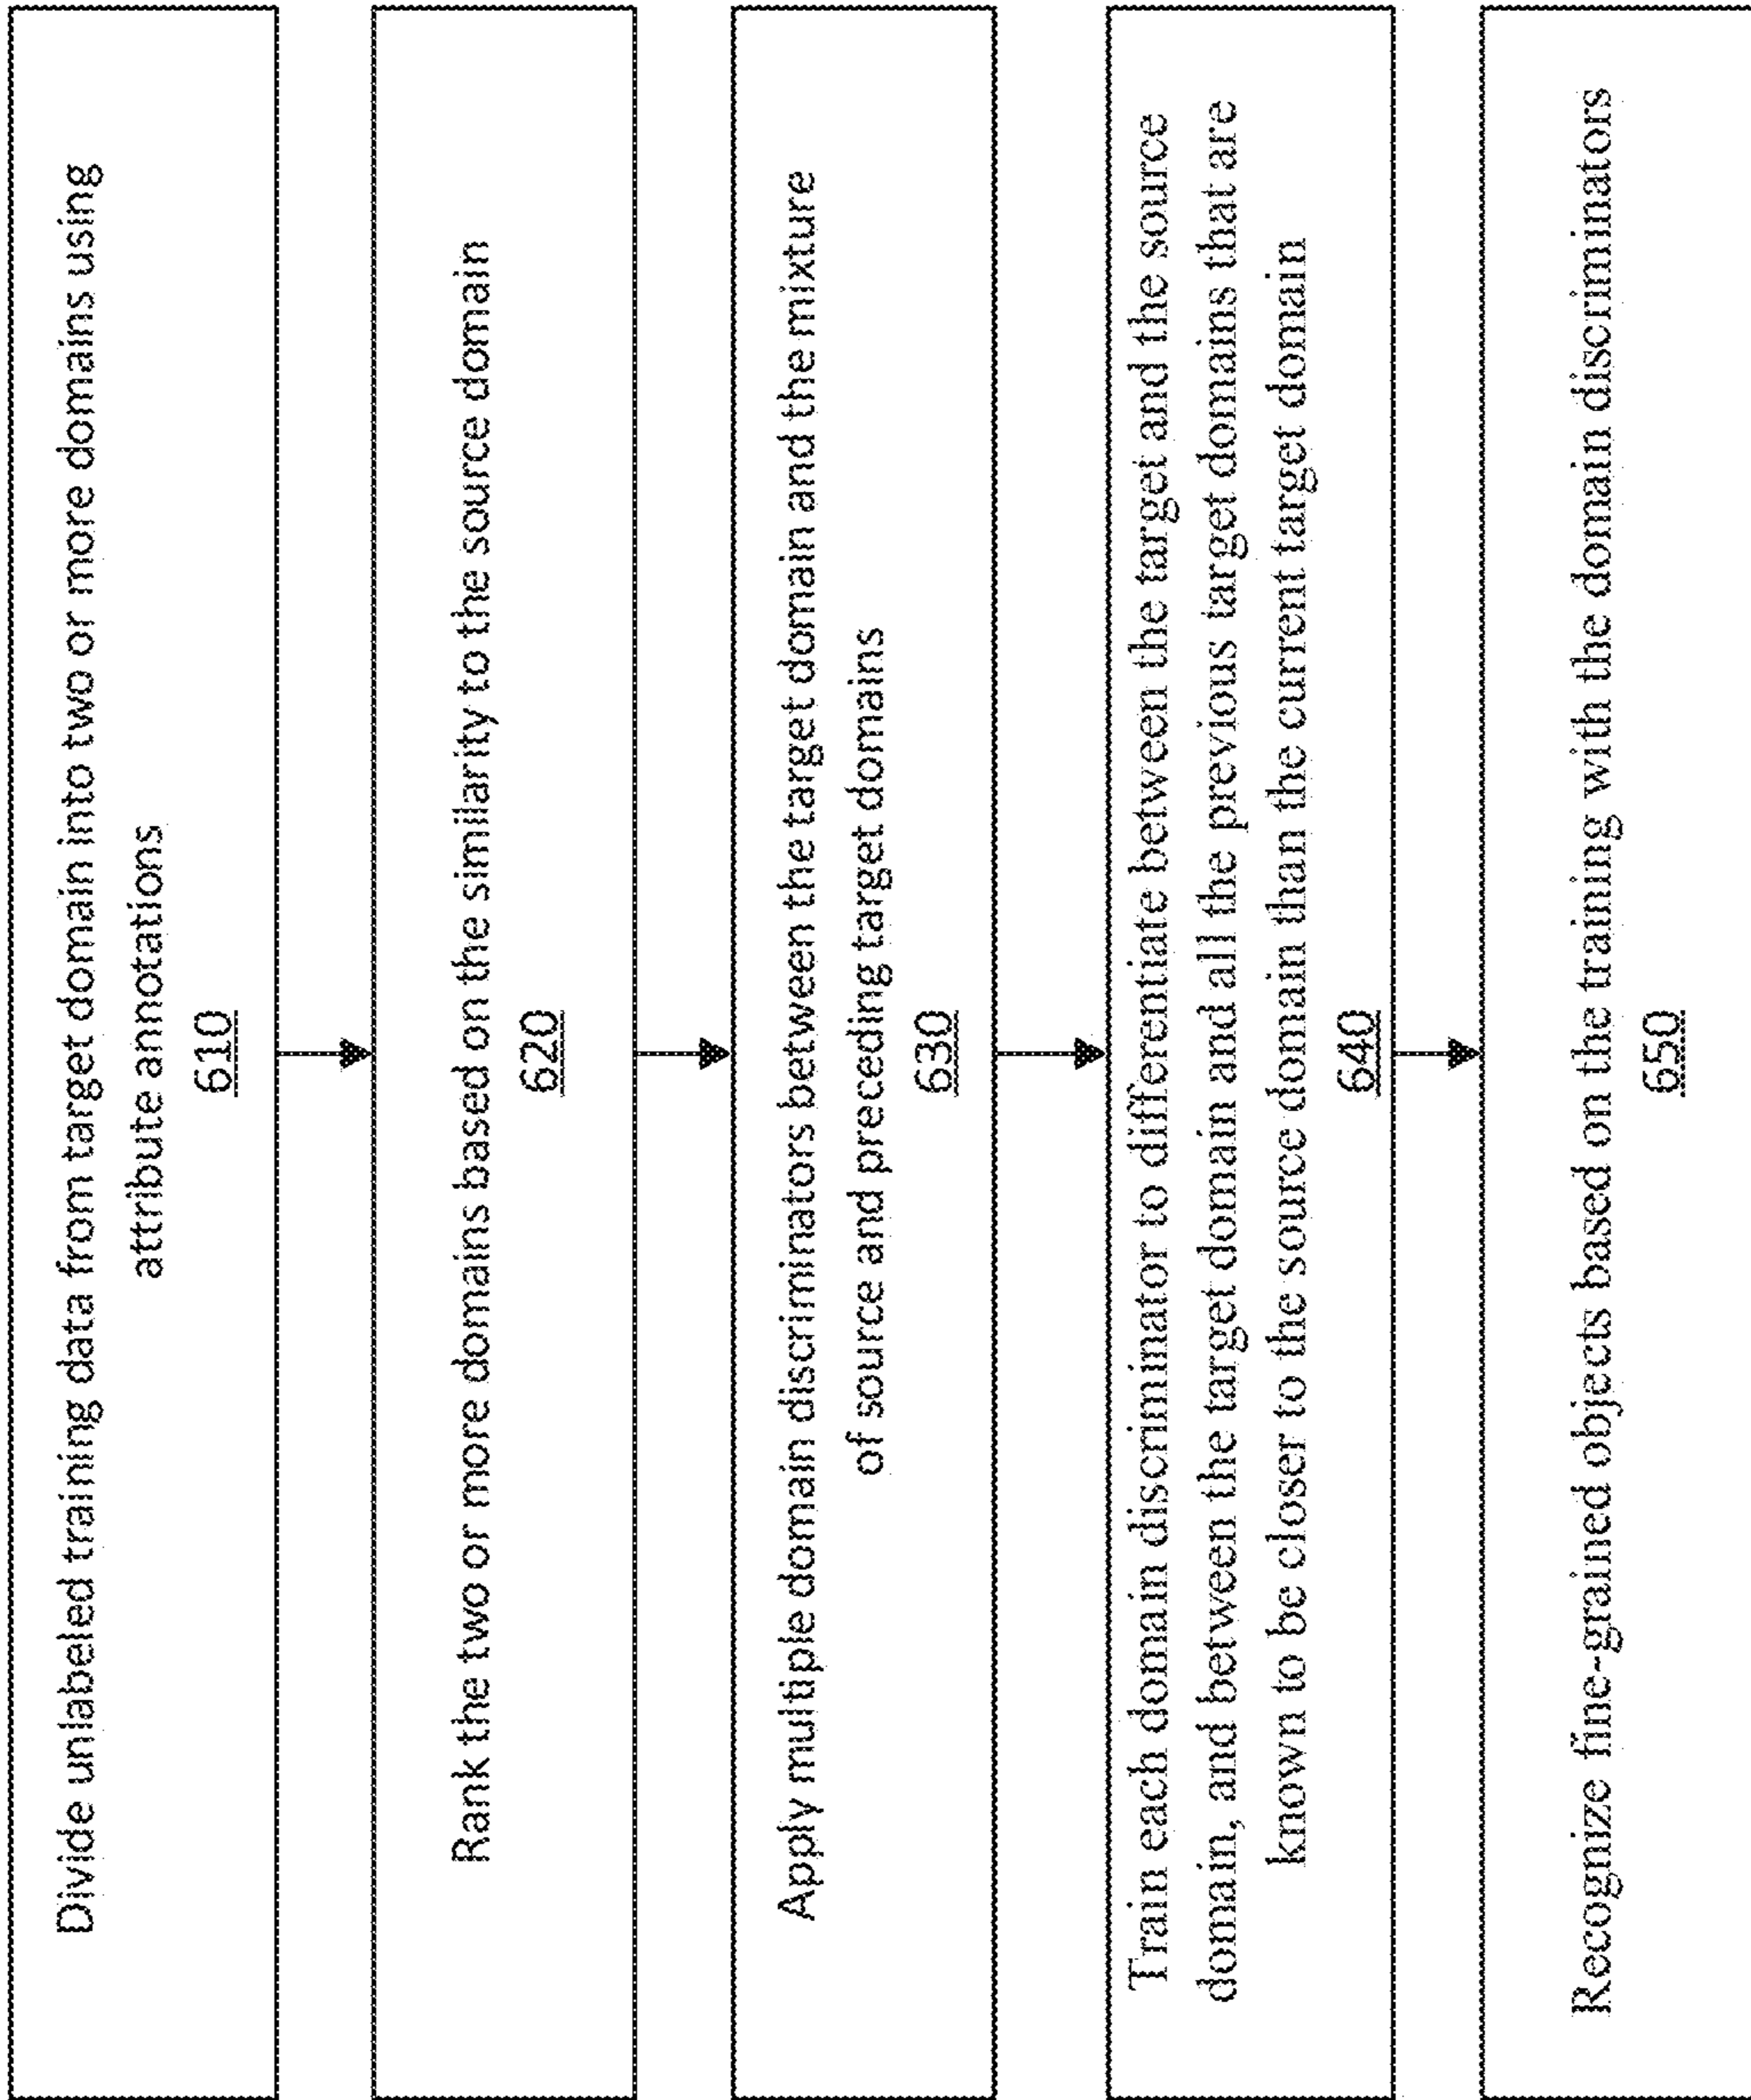 Divide unlabeled training data from target domain into two or more domains using
attribute annotations
610
Rank the two or more domains based on the similarity to the source domain
620
Apply multiple domain discriminators between the target domain and the mixture
of source and preceding target domains
630
Train each domain discriminator to differentiate between the target and the source
domain, and between the target domain and all the previous target domains that are
known to be closer to the source domain than the current target domain
640
Recognize fine-grained objects based on the training with the domain discriminators
650